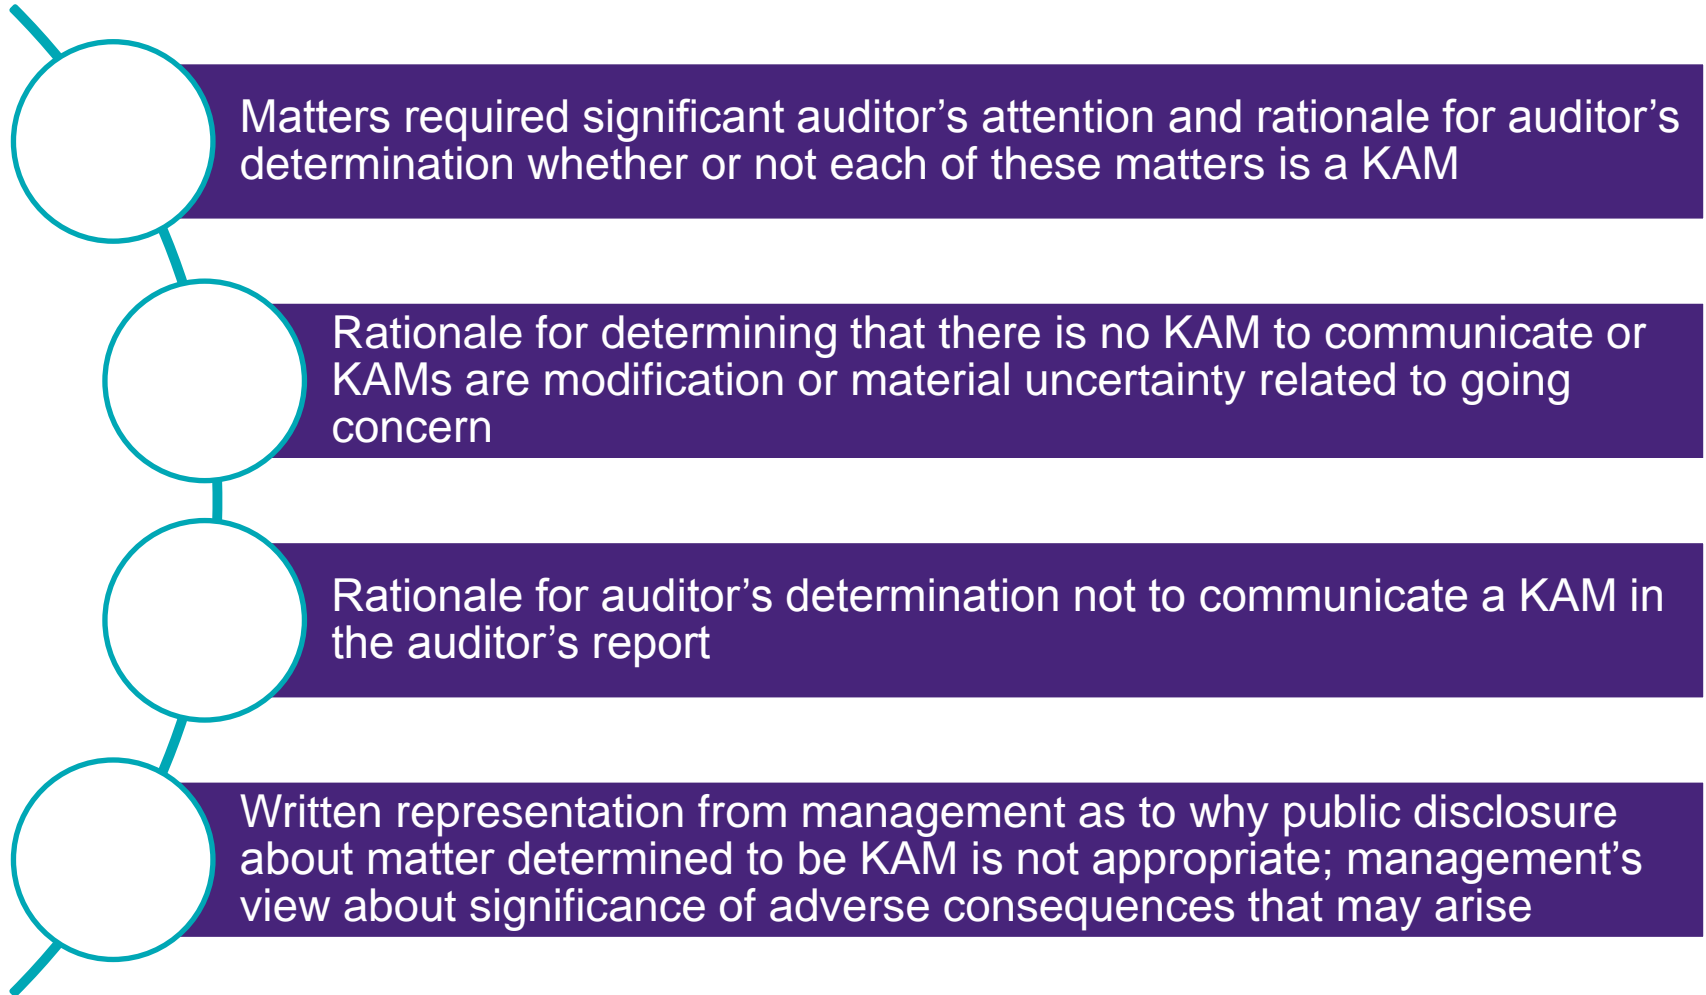 Matters required significant auditor’s attention and rationale for auditor’s
determination whether or not each of these matters is a KAM
Rationale for determining that there is no KAM to communicate or
KAMs are modification or material uncertainty related to going
concern
Rationale for auditor’s determination not to communicate a KAM in
the auditor’s report
Written representation from management as to why public disclosure
about matter determined to be KAM is not appropriate; management’s
view about significance of adverse consequences that may arise